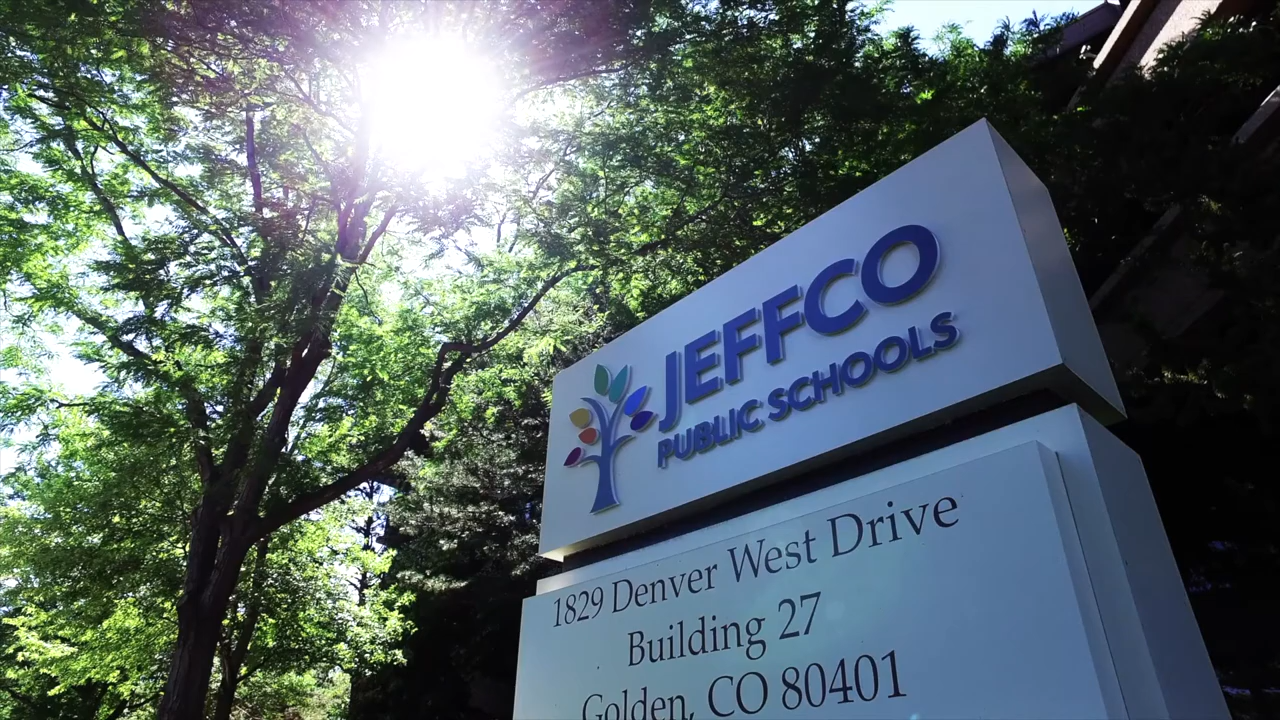 JEFFCO
PUBLIC SCHOOLS
1829 Denver West Drive
Building 27
Golden, CO 80401